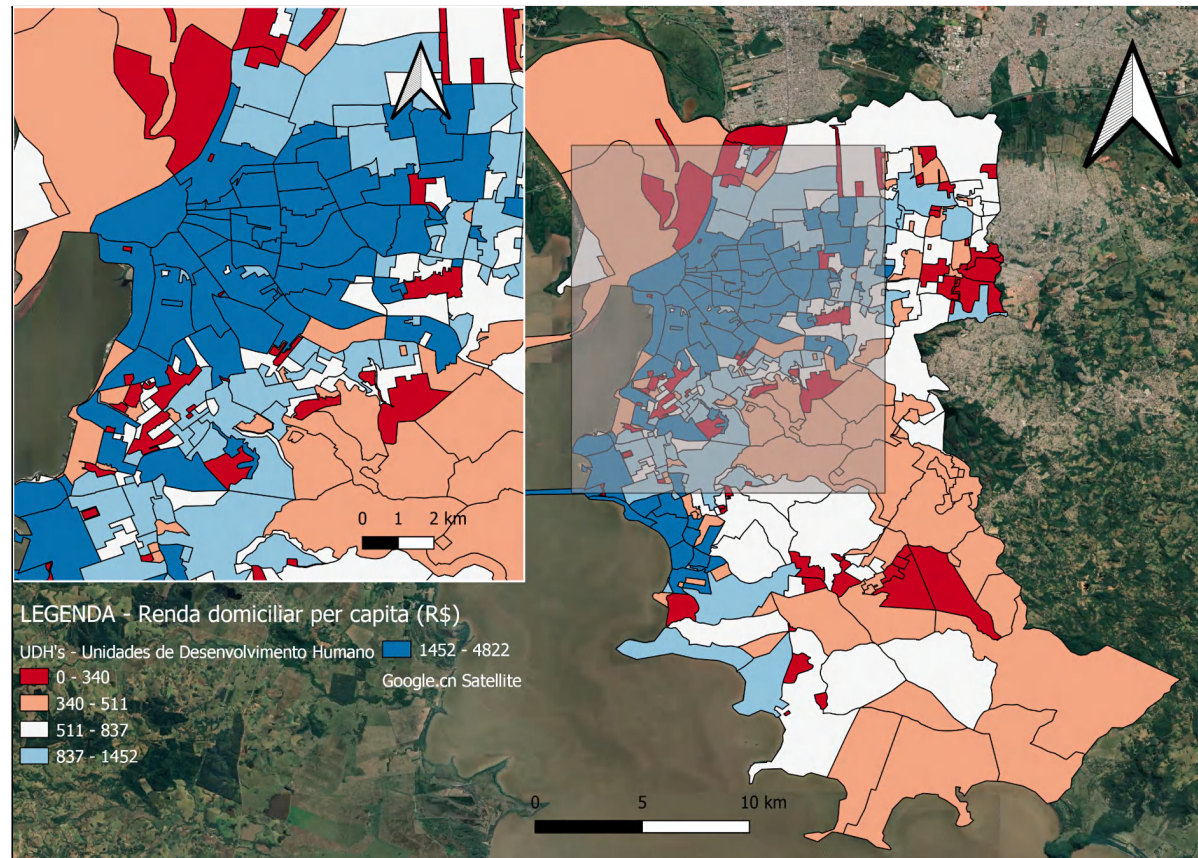 0 1 2 km
LEGENDA - Renda domiciliar per capita (R$)
UDH's - Unidades de Desenvolvimento Humano
0 - 340
340 - 511
511 - 837
837 - 1452
1452 - 4822
Google.cn Satellite
0 5 10 km